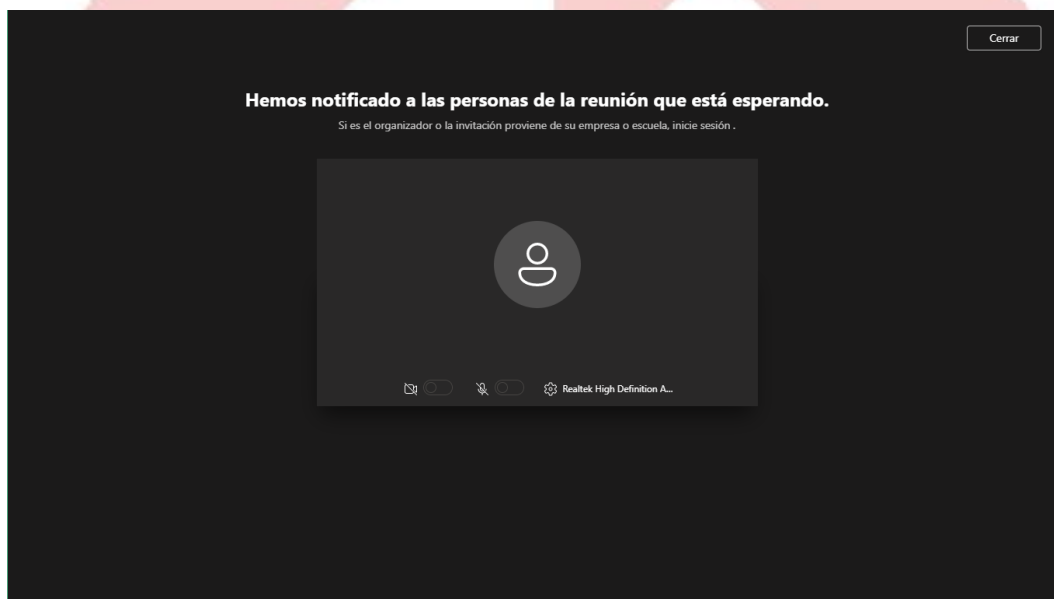 Cerrar
Hemos notificado a las personas de la reunión que está esperando.
Si es el organizador o la invitación proviene de su empresa o escuela, inicie sesión .
Realtek High Definition A...